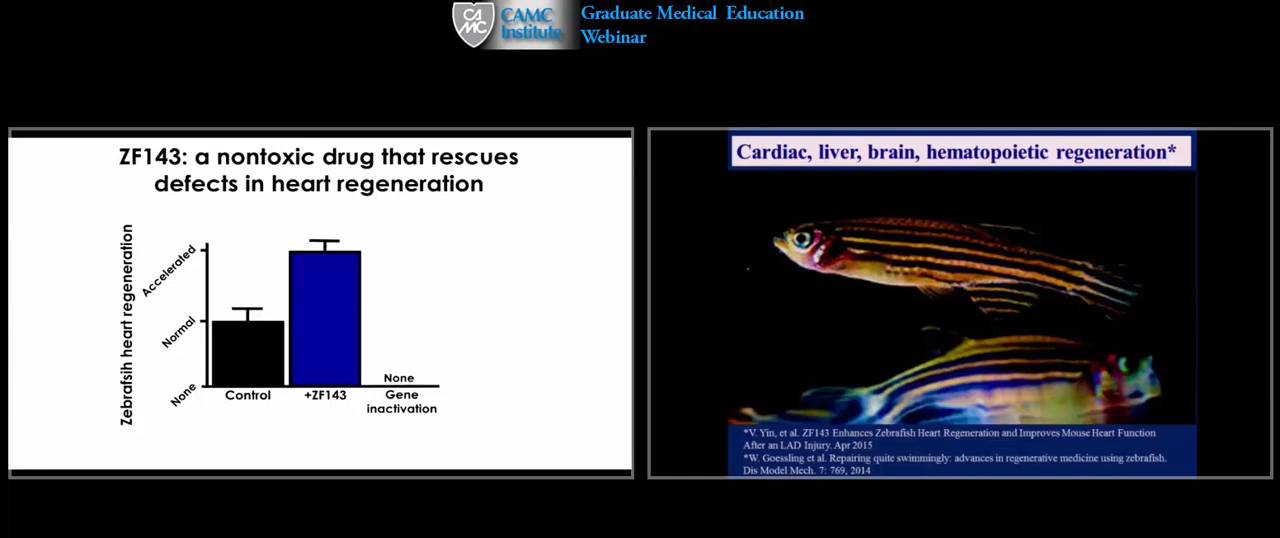 CAMC
Institute
Graduate Medical Education
Webinar
ZF143: a nontoxic drug that rescues
defects in heart regeneration
Zebrafsih heart regeneration
Accelerated
Normal
None
None
Control
+ZF143
Gene
inactivation
Cardiac, liver, brain, hematopoietic regeneration*
*V. Yin, et al. ZF143 Enhances Zebrafish Heart Regeneration and Improves Mouse Heart Function
After an LAD Injury. Apr 2015
*W. Goessling et al. Repairing quite swimmingly: advances in regenerative medicine using zebrafish.
Dis Model Mech. 7: 769, 2014